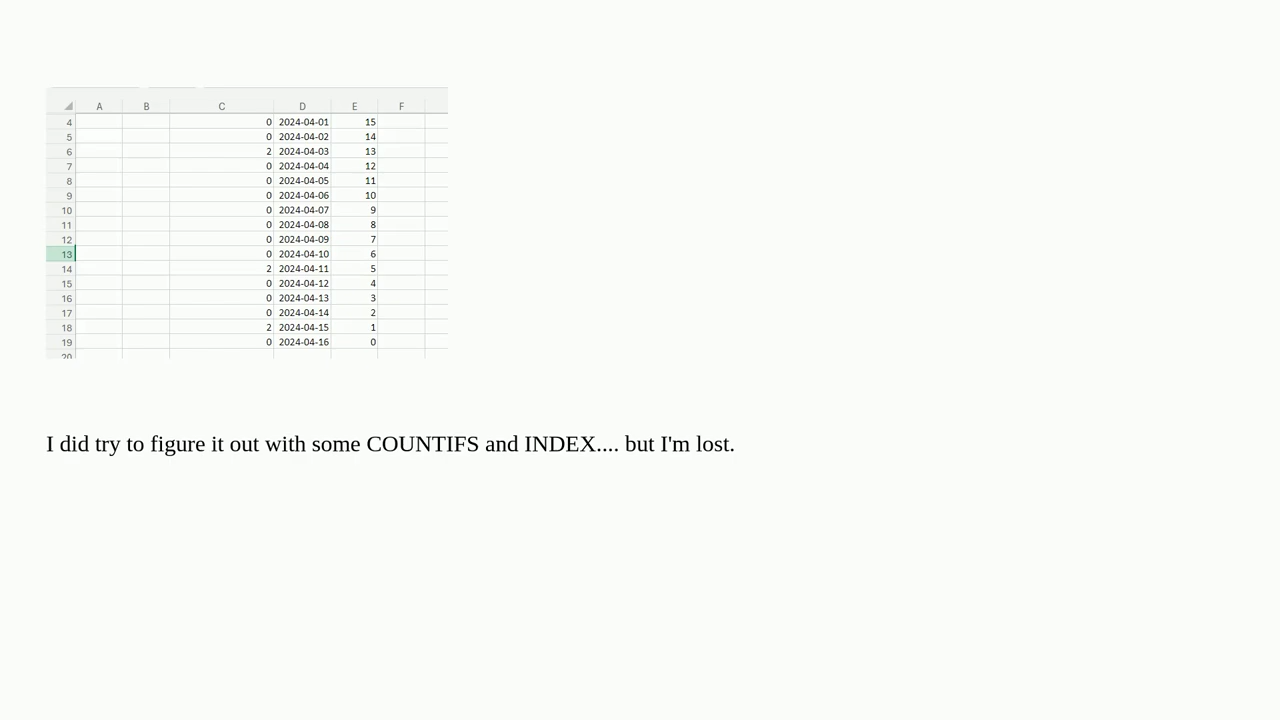 A B C D E F
4 0 2024-04-01 15
5 0 2024-04-02 14
6 2 2024-04-03 13
7 0 2024-04-04 12
8 0 2024-04-05 11
9 0 2024-04-06 10
10 0 2024-04-07 9
11 0 2024-04-08 8
12 0 2024-04-09 7
13 0 2024-04-10 6
14 2 2024-04-11 5
15 0 2024-04-12 4
16 0 2024-04-13 3
17 0 2024-04-14 2
18 2 2024-04-15 1
19 0 2024-04-16 0
20
I did try to figure it out with some COUNTIFS and INDEX.... but I'm lost.